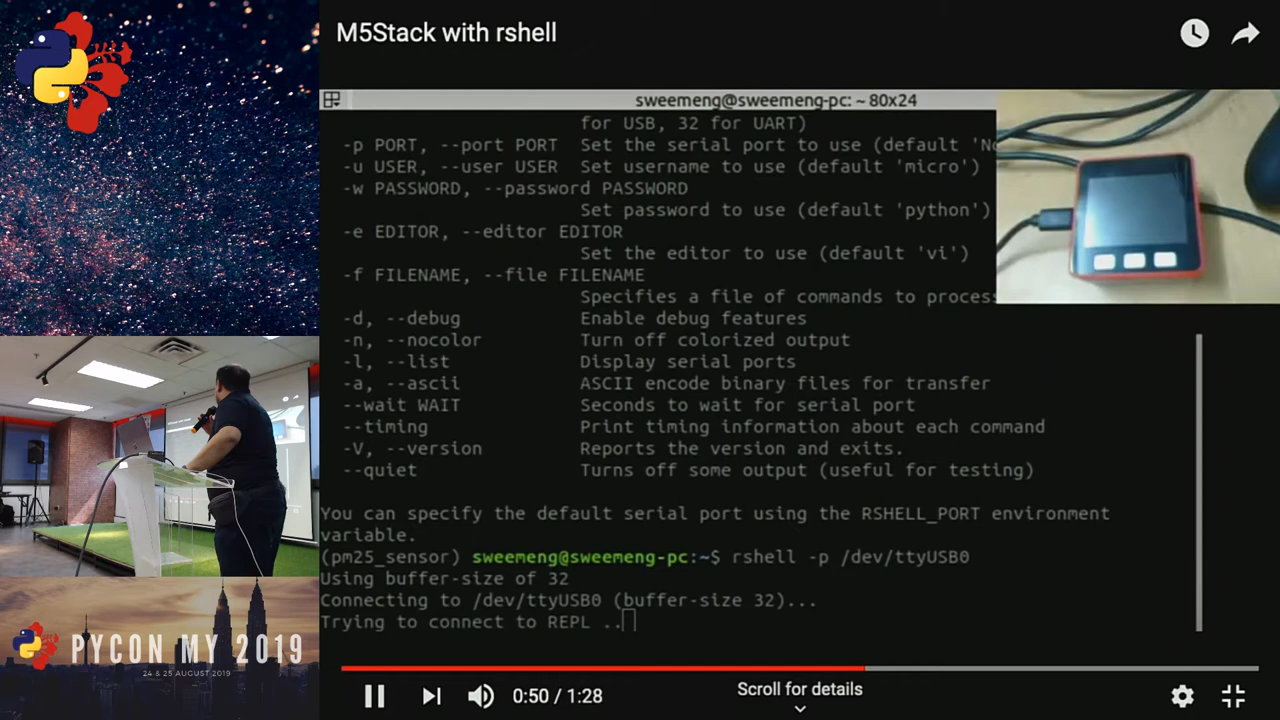 M5Stack with rshell
sweemeng@sweemeng-pc: ~ 80x24
for USB, 32 for UART)
-p PORT, --port PORT Set the serial port to use (default 'No
-u USER, --user USER Set username to use (default 'micro')
-w PASSWORD, --password PASSWORD
Set password to use (default 'python')
-e EDITOR, --editor EDITOR
Set the editor to use (default 'vi')
-f FILENAME, --file FILENAME
Specifies a file of commands to process
-d, --debug Enable debug features
-n, --nocolor Turn off colorized output
-l, --list Display serial ports
-a, --ascii ASCII encode binary files for transfer
--wait WAIT Seconds to wait for serial port
--timing Print timing information about each command
-V, --version Reports the version and exits.
--quiet Turns off some output (useful for testing)
You can specify the default serial port using the RSHELL_PORT environment
variable.
(pm25_sensor) sweemeng@sweemeng-pc:~$ rshell -p /dev/ttyUSB0
Using buffer-size of 32
Connecting to /dev/ttyUSB0 (buffer-size 32)...
Trying to connect to REPL ..
0:50 / 1:28
Scroll for details
PYCON MY 2019
24 & 25 AUGUST 2019